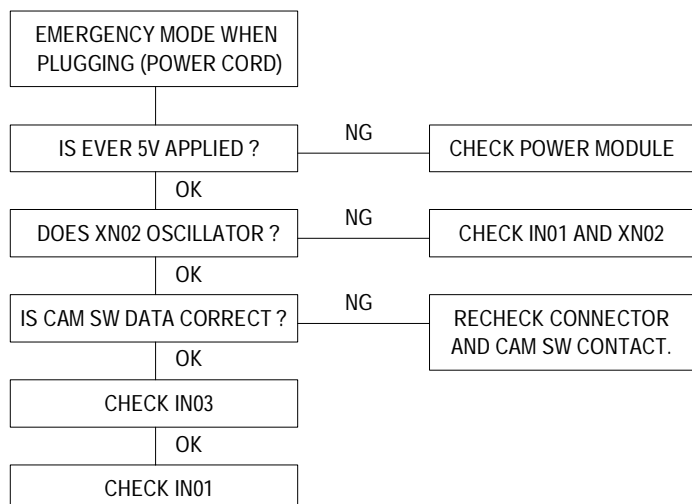 EMERGENCY MODE WHEN
PLUGGING (POWER CORD)
IS EVER 5V APPLIED ?
NG
CHECK POWER MODULE
OK
DOES XN02 OSCILLATOR ?
NG
CHECK IN01 AND XN02
OK
IS CAM SW DATA CORRECT ?
NG
RECHECK CONNECTOR
AND CAM SW CONTACT.
OK
CHECK IN03
OK
CHECK IN01